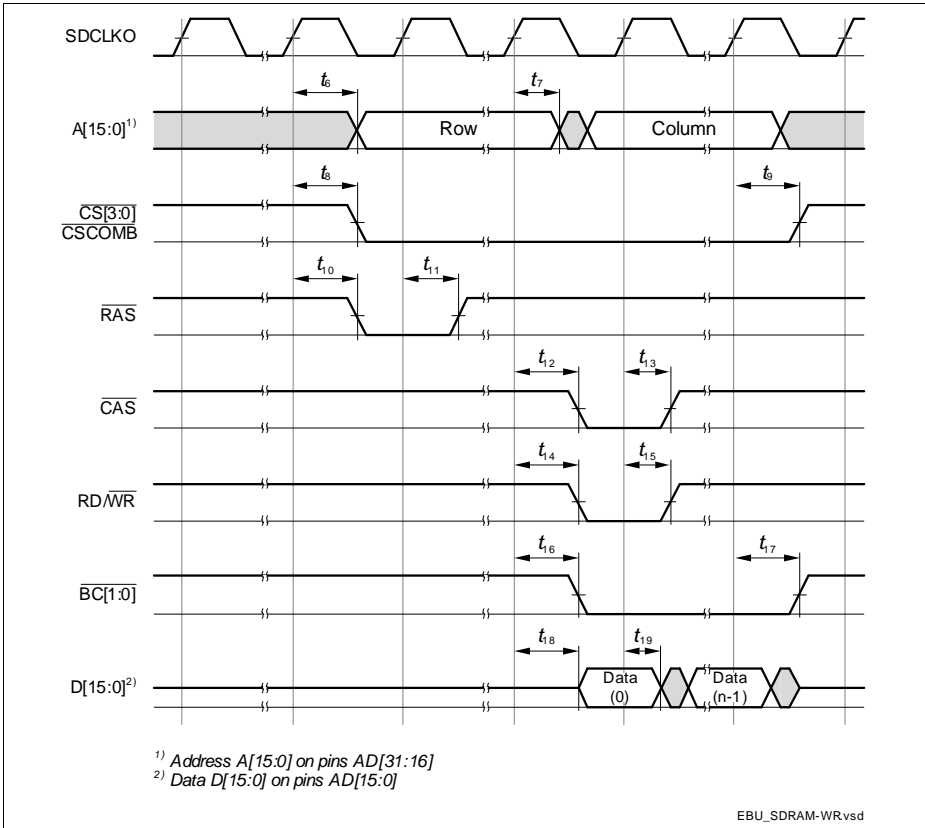 SDCLKO
t6 t7
A[15:0]1) Row Column
t8 t9
CS[3:0]
CSCOMB
t10 t11
RAS
t12 t13
CAS
t14 t15
RD/WR
t16 t17
BC[1:0]
t18 t19
D[15:0]2) Data (0) Data (n-1)
1) Address A[15:0] on pins AD[31:16]
2) Data D[15:0] on pins AD[15:0]
EBU_SDRAM-WR.vsd